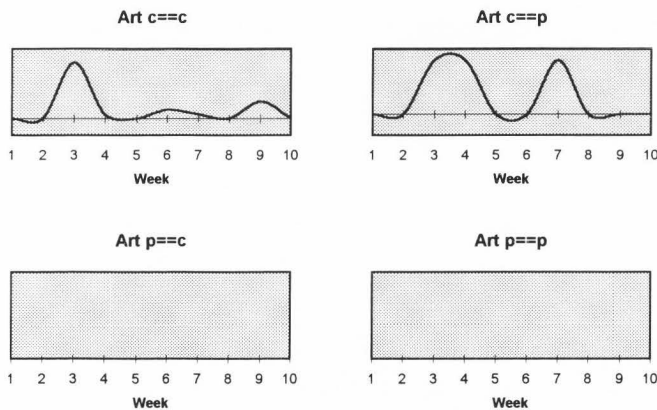 Art c==c
Art c==p
1 2 3 4 5 6 7 8 9 10
1 2 3 4 5 6 7 8 9 10
Week
Week
Art p==c
Art p==p
1 2 3 4 5 6 7 8 9 10
1 2 3 4 5 6 7 8 9 10
Week
Week